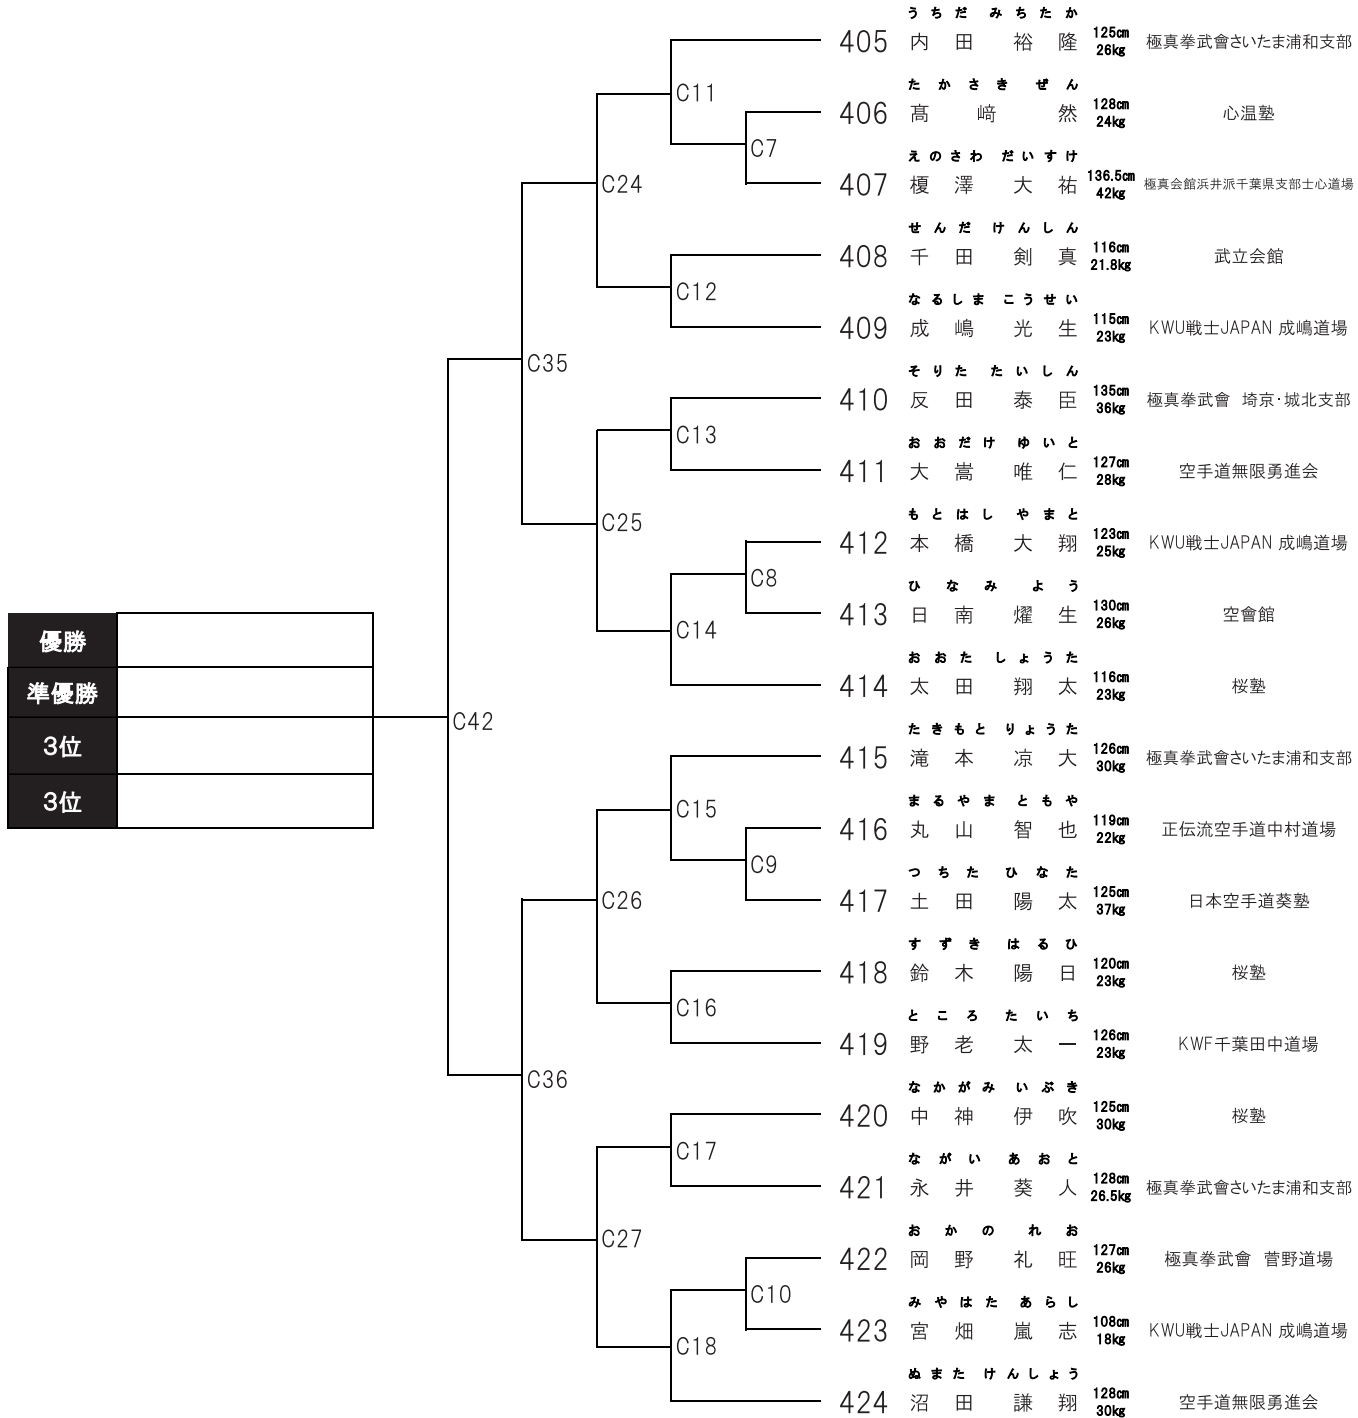 うちだ みちたか
405 内田 裕隆 125cm 26kg 極真拳武會さいたま浦和支部
C11
たかさき ぜん
406 髙﨑 然 128cm 24kg 心温塾
C7
えのさわ だいすけ
407 榎澤 大祐 136.5cm 42kg 極真会館浜井派千葉県支部士心道場
C24
せんだ けんしん
408 千田 剣真 116cm 21.8kg 武立会館
C12
なるしま こうせい
409 成嶋 光生 115cm 23kg KWU戦士JAPAN 成嶋道場
C35
そりた たいしん
410 反田 泰臣 135cm 36kg 極真拳武會 埼京・城北支部
C13
おおだけ ゆいと
411 大嵩 唯仁 127cm 28kg 空手道無限勇進会
C25
もとはし やまと
412 本橋 大翔 123cm 25kg KWU戦士JAPAN 成嶋道場
C8
ひなみ よう
413 日南 燿生 130cm 26kg 空會館
C14
おおた しょうた
414 太田 翔太 116cm 23kg 桜塾
優勝
準優勝
3位
3位
C42
たきもと りょうた
415 滝本 凉大 126cm 30kg 極真拳武會さいたま浦和支部
C15
まるやま ともや
416 丸山 智也 119cm 22kg 正伝流空手道中村道場
C9
つちた ひなた
417 土田 陽太 125cm 37kg 日本空手道葵塾
C26
すずき はるひ
418 鈴木 陽日 120cm 23kg 桜塾
C16
ところ たいち
419 野老 太一 126cm 23kg KWF千葉田中道場
C36
なかがみ いぶき
420 中神 伊吹 125cm 30kg 桜塾
C17
ながい あおと
421 永井 葵人 128cm 26.5kg 極真拳武會さいたま浦和支部
C27
おかの れお
422 岡野 礼旺 127cm 26kg 極真拳武會 菅野道場
C10
みやはた あらし
423 宮畑 嵐志 108cm 18kg KWU戦士JAPAN 成嶋道場
C18
ぬまた けんしょう
424 沼田 謙翔 128cm 30kg 空手道無限勇進会